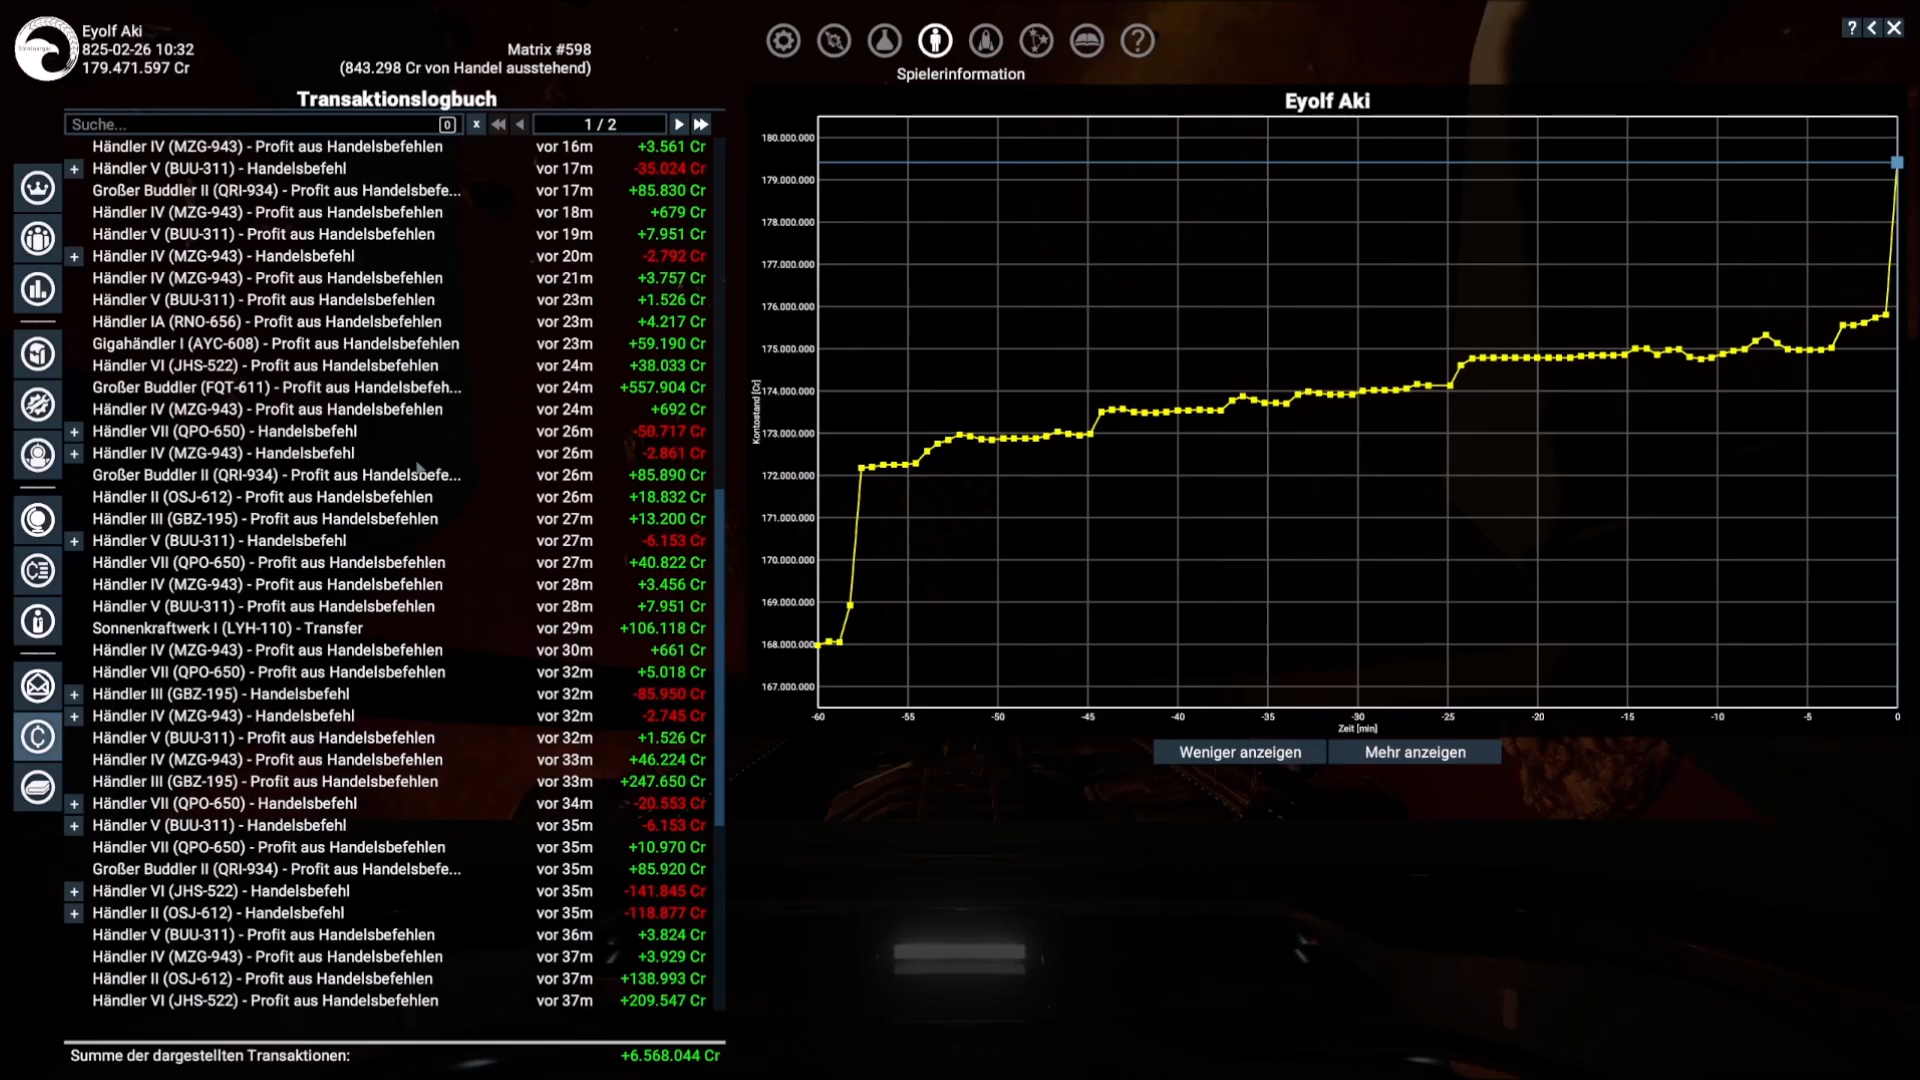 Eyolf Aki
825-02-26 10:32
179.471.597 Cr
Matrix #598
(843.298 Cr von Handel ausstehend)
Spielerinformation
Transaktionslogbuch
Suche...
0
x
1 / 2
Händler IV (MZG-943) - Profit aus Handelsbefehlen vor 16m +3.561 Cr
+ Händler V (BUU-311) - Handelsbefehl vor 17m -35.024 Cr
Großer Buddler II (QRI-934) - Profit aus Handelsbefe... vor 17m +85.830 Cr
Händler IV (MZG-943) - Profit aus Handelsbefehlen vor 18m +679 Cr
Händler V (BUU-311) - Profit aus Handelsbefehlen vor 19m +7.951 Cr
+ Händler IV (MZG-943) - Handelsbefehl vor 20m -2.792 Cr
Händler IV (MZG-943) - Profit aus Handelsbefehlen vor 21m +3.757 Cr
Händler V (BUU-311) - Profit aus Handelsbefehlen vor 23m +1.526 Cr
Händler IA (RNO-656) - Profit aus Handelsbefehlen vor 23m +4.217 Cr
Gigahändler I (AYC-608) - Profit aus Handelsbefehlen vor 23m +59.190 Cr
Händler VI (JHS-522) - Profit aus Handelsbefehlen vor 24m +38.033 Cr
Großer Buddler (FQT-611) - Profit aus Handelsbefeh... vor 24m +557.904 Cr
Händler IV (MZG-943) - Profit aus Handelsbefehlen vor 24m +692 Cr
+ Händler VII (QPO-650) - Handelsbefehl vor 26m -50.717 Cr
+ Händler IV (MZG-943) - Handelsbefehl vor 26m -2.861 Cr
Großer Buddler II (QRI-934) - Profit aus Handelsbefe... vor 26m +85.890 Cr
Händler II (OSJ-612) - Profit aus Handelsbefehlen vor 26m +18.832 Cr
Händler III (GBZ-195) - Profit aus Handelsbefehlen vor 27m +13.200 Cr
+ Händler V (BUU-311) - Handelsbefehl vor 27m -6.153 Cr
Händler VII (QPO-650) - Profit aus Handelsbefehlen vor 27m +40.822 Cr
Händler IV (MZG-943) - Profit aus Handelsbefehlen vor 28m +3.456 Cr
Händler V (BUU-311) - Profit aus Handelsbefehlen vor 28m +7.951 Cr
Sonnenkraftwerk I (LYH-110) - Transfer vor 29m +106.118 Cr
Händler IV (MZG-943) - Profit aus Handelsbefehlen vor 30m +661 Cr
Händler VII (QPO-650) - Profit aus Handelsbefehlen vor 32m +5.018 Cr
+ Händler III (GBZ-195) - Handelsbefehl vor 32m -85.950 Cr
+ Händler IV (MZG-943) - Handelsbefehl vor 32m -2.745 Cr
Händler V (BUU-311) - Profit aus Handelsbefehlen vor 32m +1.526 Cr
Händler IV (MZG-943) - Profit aus Handelsbefehlen vor 33m +46.224 Cr
Händler III (GBZ-195) - Profit aus Handelsbefehlen vor 33m +247.650 Cr
+ Händler VII (QPO-650) - Handelsbefehl vor 34m -20.553 Cr
+ Händler V (BUU-311) - Handelsbefehl vor 35m -6.153 Cr
Händler VII (QPO-650) - Profit aus Handelsbefehlen vor 35m +10.970 Cr
Großer Buddler II (QRI-934) - Profit aus Handelsbefe... vor 35m +85.920 Cr
+ Händler VI (JHS-522) - Handelsbefehl vor 35m -141.845 Cr
+ Händler II (OSJ-612) - Handelsbefehl vor 35m -118.877 Cr
Händler V (BUU-311) - Profit aus Handelsbefehlen vor 36m +3.824 Cr
Händler IV (MZG-943) - Profit aus Handelsbefehlen vor 37m +3.929 Cr
Händler II (OSJ-612) - Profit aus Handelsbefehlen vor 37m +138.993 Cr
Händler VI (JHS-522) - Profit aus Handelsbefehlen vor 37m +209.547 Cr
Summe der dargestellten Transaktionen: +6.568.044 Cr
Eyolf Aki
Kontostand [Cr]
180.000.000
179.000.000
178.000.000
177.000.000
176.000.000
175.000.000
174.000.000
173.000.000
172.000.000
171.000.000
170.000.000
169.000.000
168.000.000
167.000.000
-60 -55 -50 -45 -40 -35 -30 -25 -20 -15 -10 -5 0
Zeit [min]
Weniger anzeigen
Mehr anzeigen